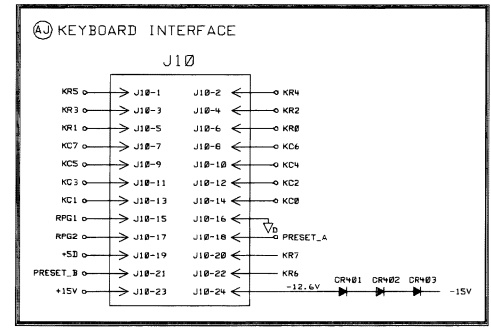 AJ KEYBOARD INTERFACE
J10
KR5 J10-1 J10-2 KR4
KR3 J10-3 J10-4 KR2
KR1 J10-5 J10-6 KR0
KC7 J10-7 J10-8 KC6
KC5 J10-9 J10-10 KC4
KC3 J10-11 J10-12 KC2
KC1 J10-13 J10-14 KC0
RPG1 J10-15 J10-16 D
RPG2 J10-17 J10-18 PRESET_A
+5D J10-19 J10-20 KR7
PRESET_B J10-21 J10-22 KR6
+15V J10-23 J10-24 -12.6V CR401 CR402 CR403 -15V